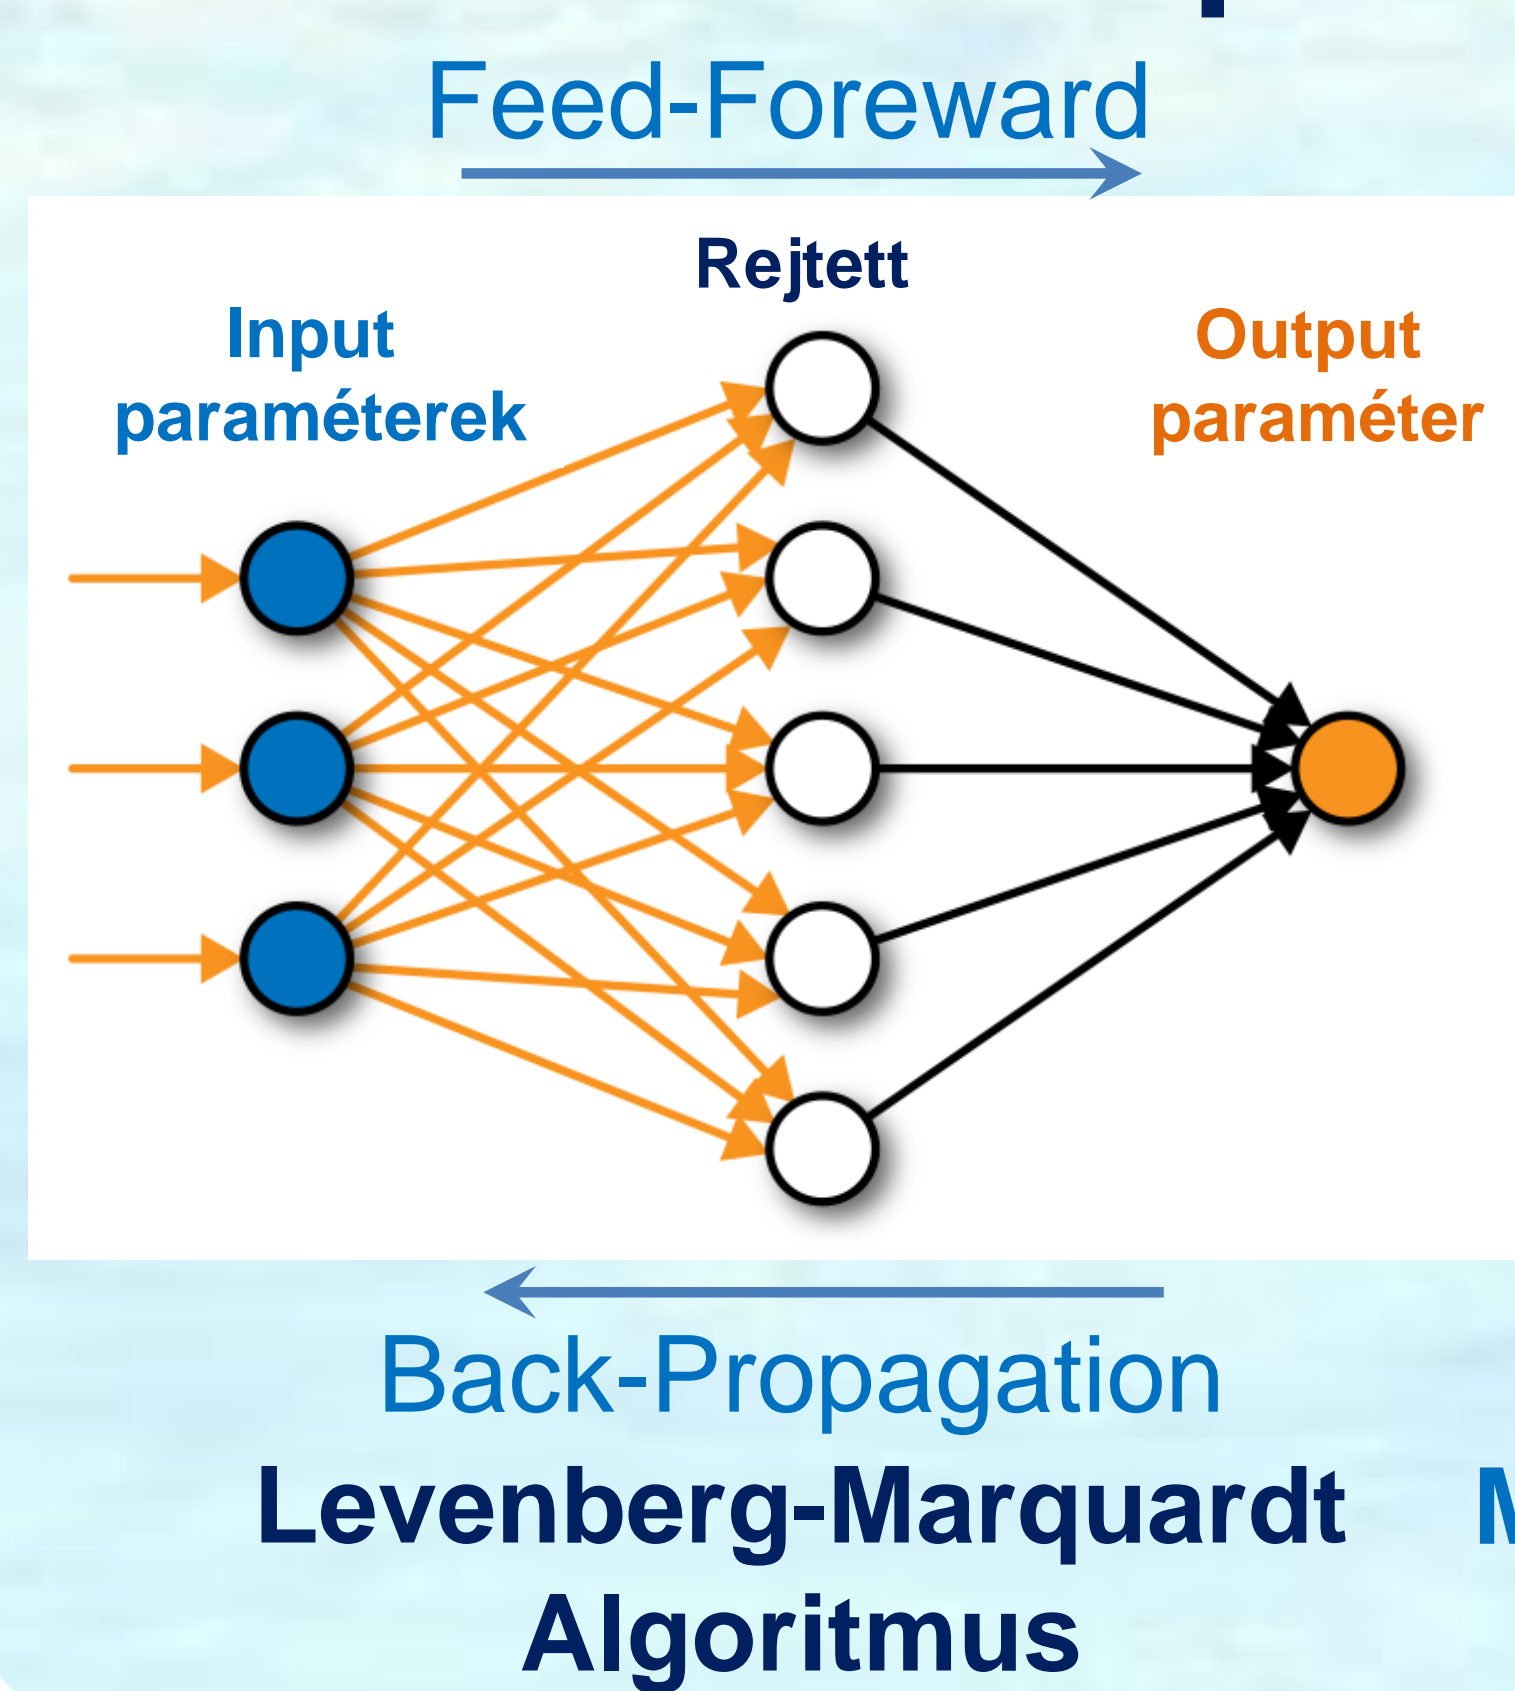 Feed-Foreward
Rejtett
Input
paraméterek
Output
paraméter
Back-Propagation
Levenberg-Marquardt
Algoritmus